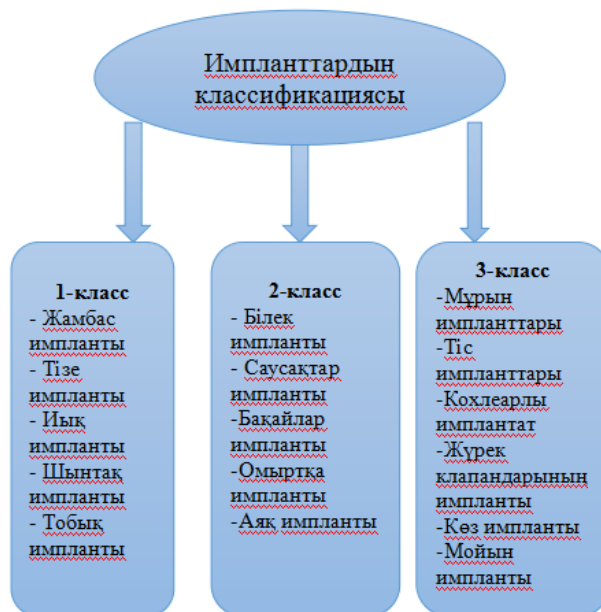 Импланттардың
классификациясы
1-класс
- Жамбас
импланты
- Тізе
импланты
- Иық
импланты
- Шынтақ
импланты
- Тобық
импланты
2-класс
- Білек
импланты
- Саусақтар
импланты
-Бақайлар
импланты
-Омыртқа
импланты
-Аяқ импланты
3-класс
-Мұрын
импланттары
-Тіс
импланттары
-Кохлеарлы
имплантат
-Жүрек
клапандарының
импланты
-Көз импланты
-Мойын
импланты